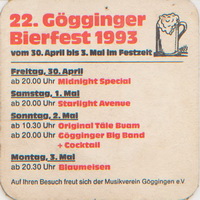 22. Gögginger
Bierfest 1993
vom 30. April bis 3. Mai im Festzelt
Freitag, 30. April
ab 20.00 Uhr Midnight Special
Samstag, 1. Mai
ab 20.00 Uhr Starlight Avenue
Sonntag, 2. Mai
ab 10.30 Uhr Original Täle Buam
ab 20.00 Uhr Gögginger Big Band
+ Cocktail
Montag, 3. Mai
ab 20.30 Uhr Blaumeisen
Auf Ihren Besuch freut sich der Musikverein Göggingen e.V